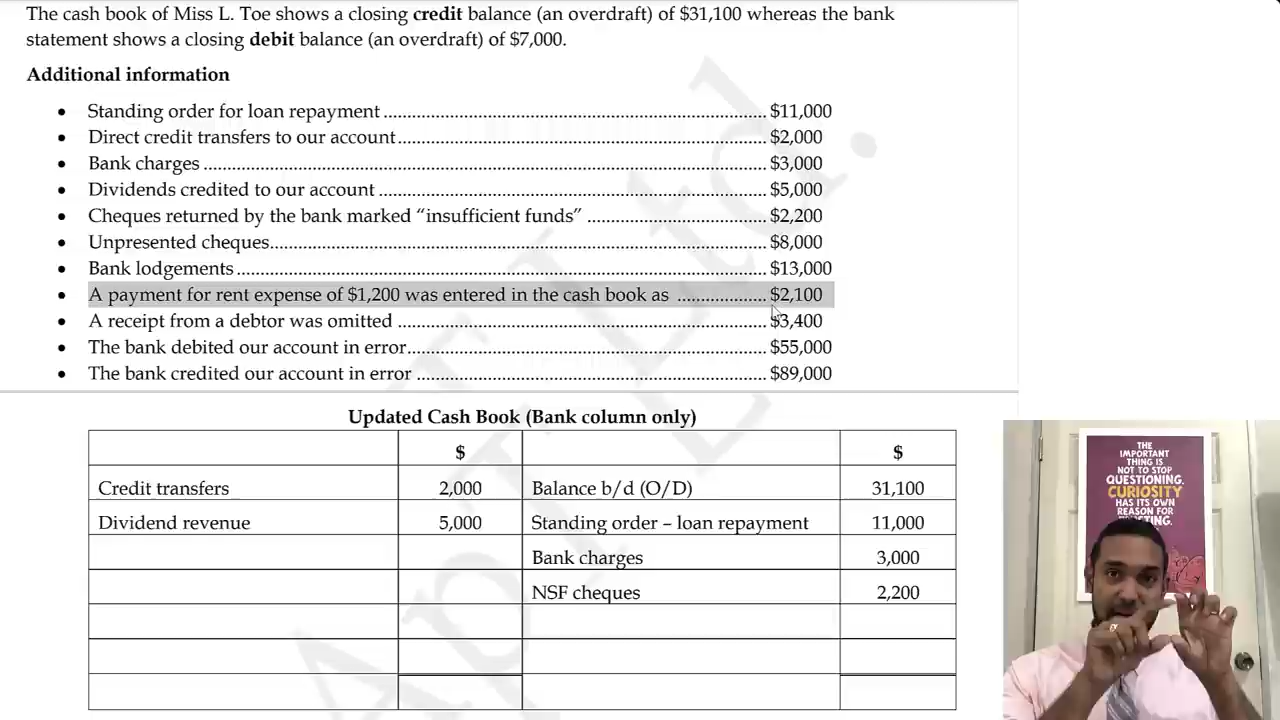 The cash book of Miss L. Toe shows a closing credit balance (an overdraft) of $31,100 whereas the bank
statement shows a closing debit balance (an overdraft) of $7,000.
Additional information
• Standing order for loan repayment ........ $11,000
• Direct credit transfers to our account ........ $2,000
• Bank charges ........ $3,000
• Dividends credited to our account ........ $5,000
• Cheques returned by the bank marked “insufficient funds” ........ $2,200
• Unpresented cheques ........ $8,000
• Bank lodgements ........ $13,000
• A payment for rent expense of $1,200 was entered in the cash book as ........ $2,100
• A receipt from a debtor was omitted ........ $3,400
• The bank debited our account in error ........ $55,000
• The bank credited our account in error ........ $89,000
Updated Cash Book (Bank column only)
$ $
Credit transfers 2,000 Balance b/d (O/D) 31,100
Dividend revenue 5,000 Standing order – loan repayment 11,000
Bank charges 3,000
NSF cheques 2,200
THE
IMPORTANT
THING IS
NOT TO STOP
QUESTIONING.
CURIOSITY
HAS ITS OWN
REASON FOR